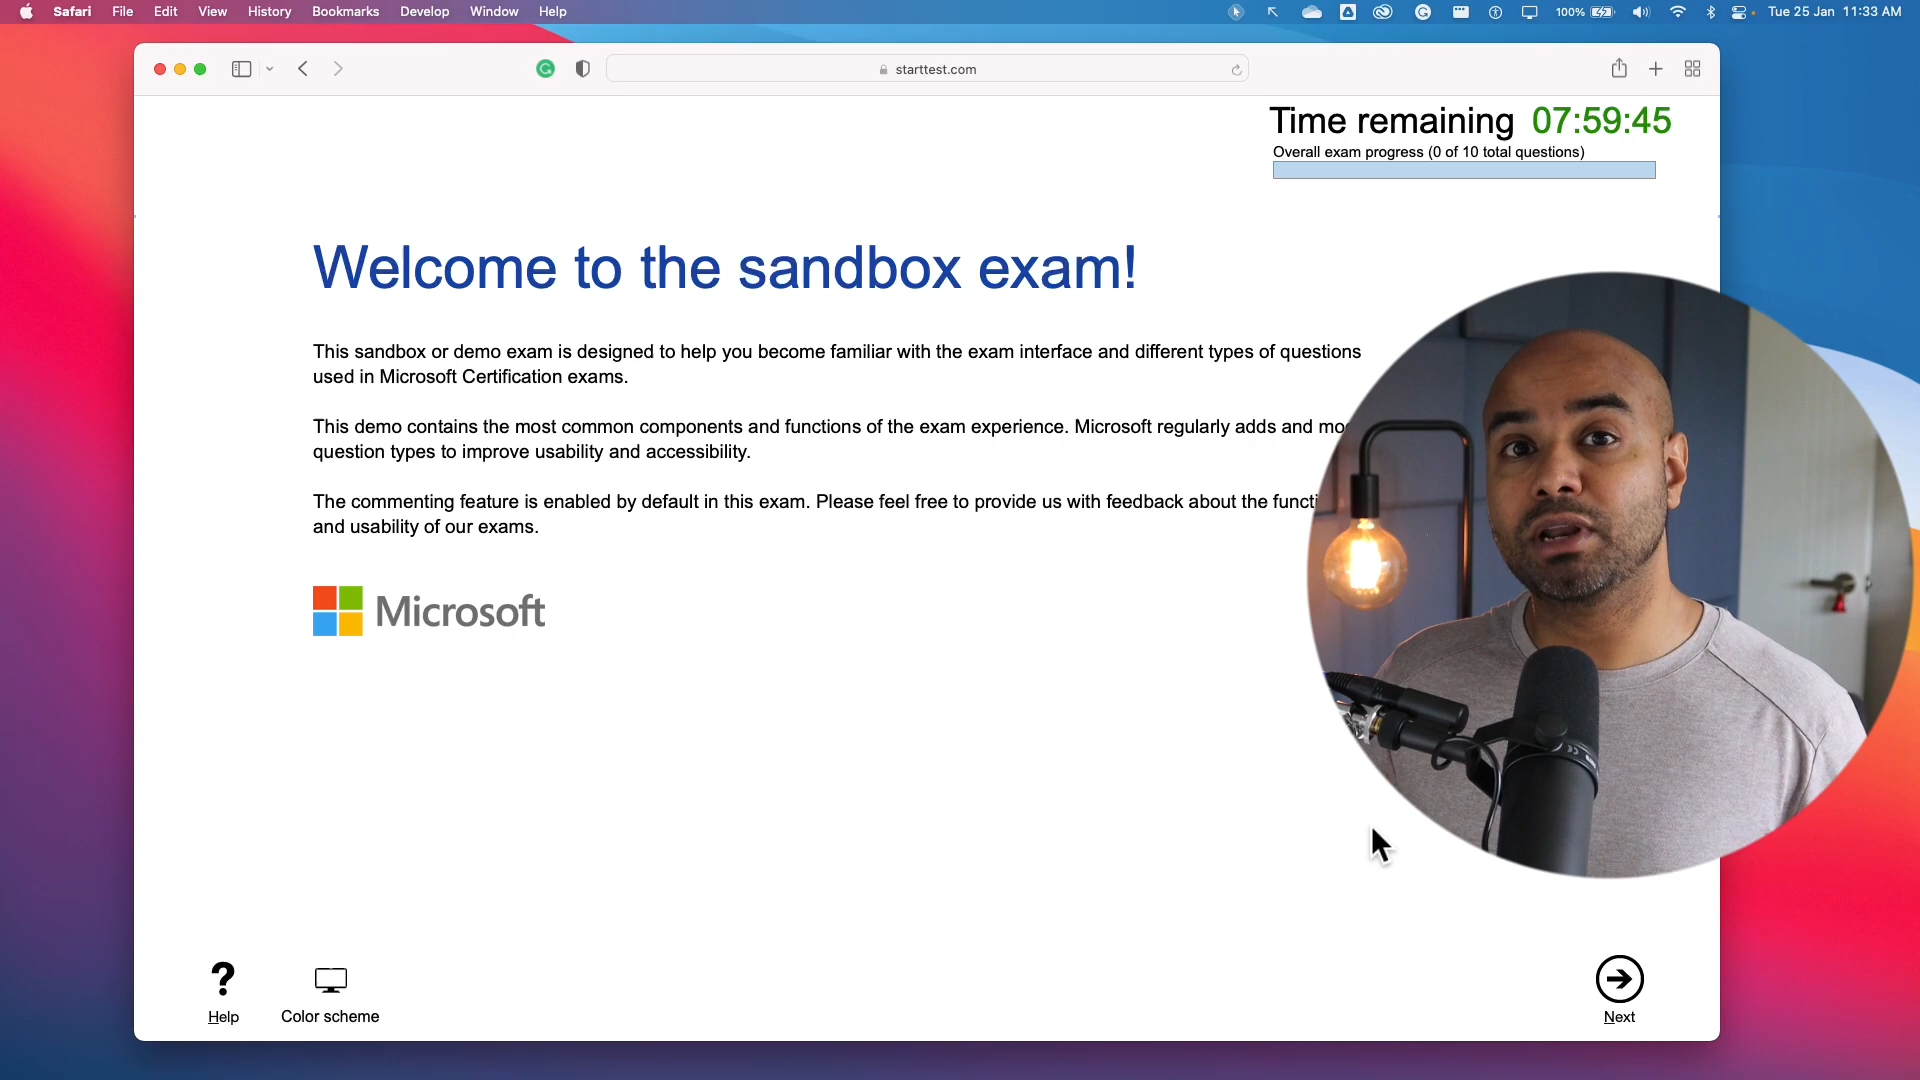 Safari File Edit View History Bookmarks Develop Window Help 100% Tue 25 Jan 11:33 AM
starttest.com
Time remaining 07:59:45
Overall exam progress (0 of 10 total questions)
Welcome to the sandbox exam!
This sandbox or demo exam is designed to help you become familiar with the exam interface and different types of questions
used in Microsoft Certification exams.
This demo contains the most common components and functions of the exam experience. Microsoft regularly adds and
question types to improve usability and accessibility.
The commenting feature is enabled by default in this exam. Please feel free to provide us with feedback about the
and usability of our exams.
Microsoft
? 
Help
Color scheme
Next